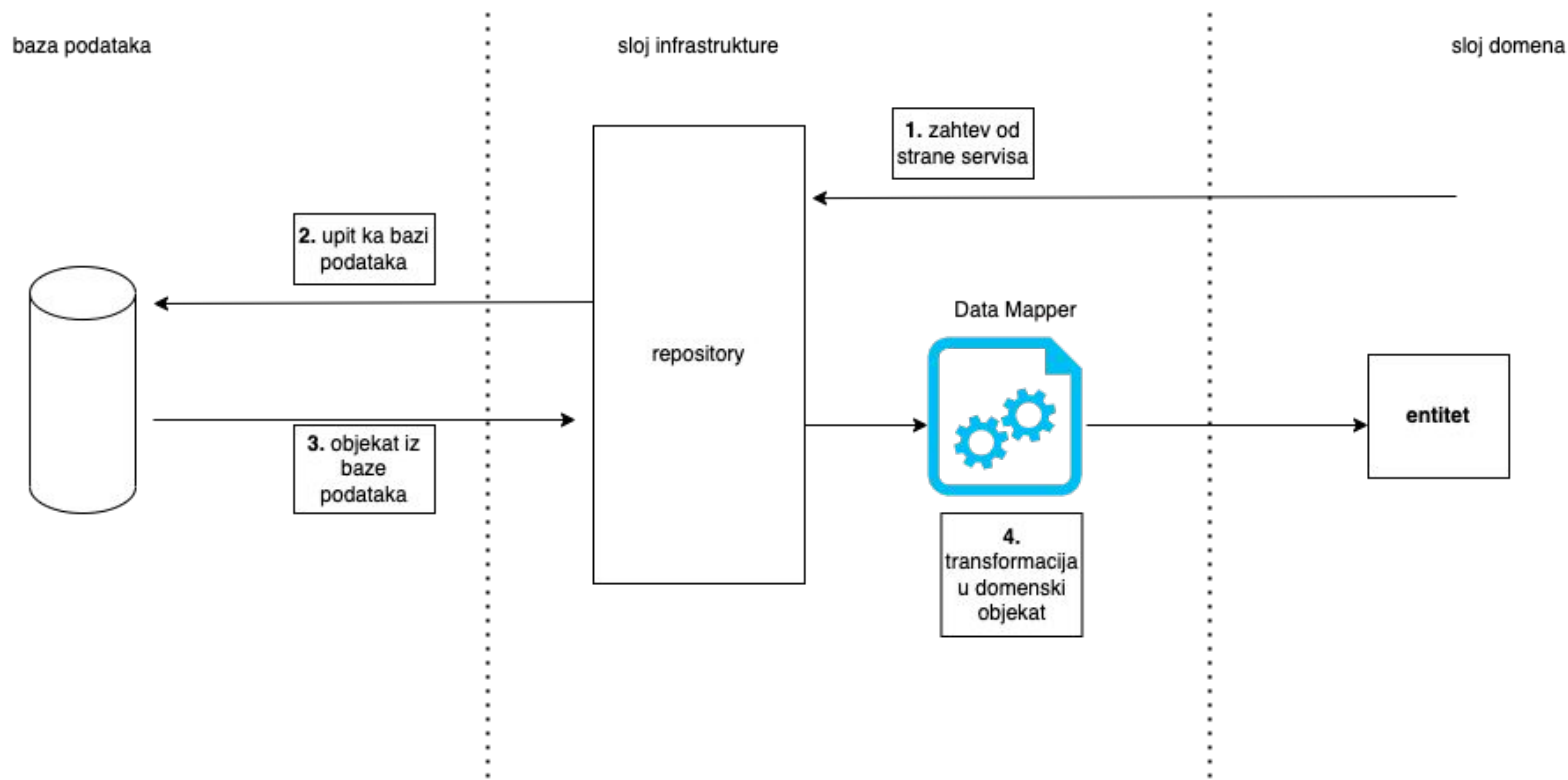 baza podataka
sloj infrastrukture
sloj domena
1. zahtev od
strane servisa
2. upit ka bazi
podataka
Data Mapper
repository
entitet
3. objekat iz
baze
podataka
4.
transformacija
u domenski
objekat